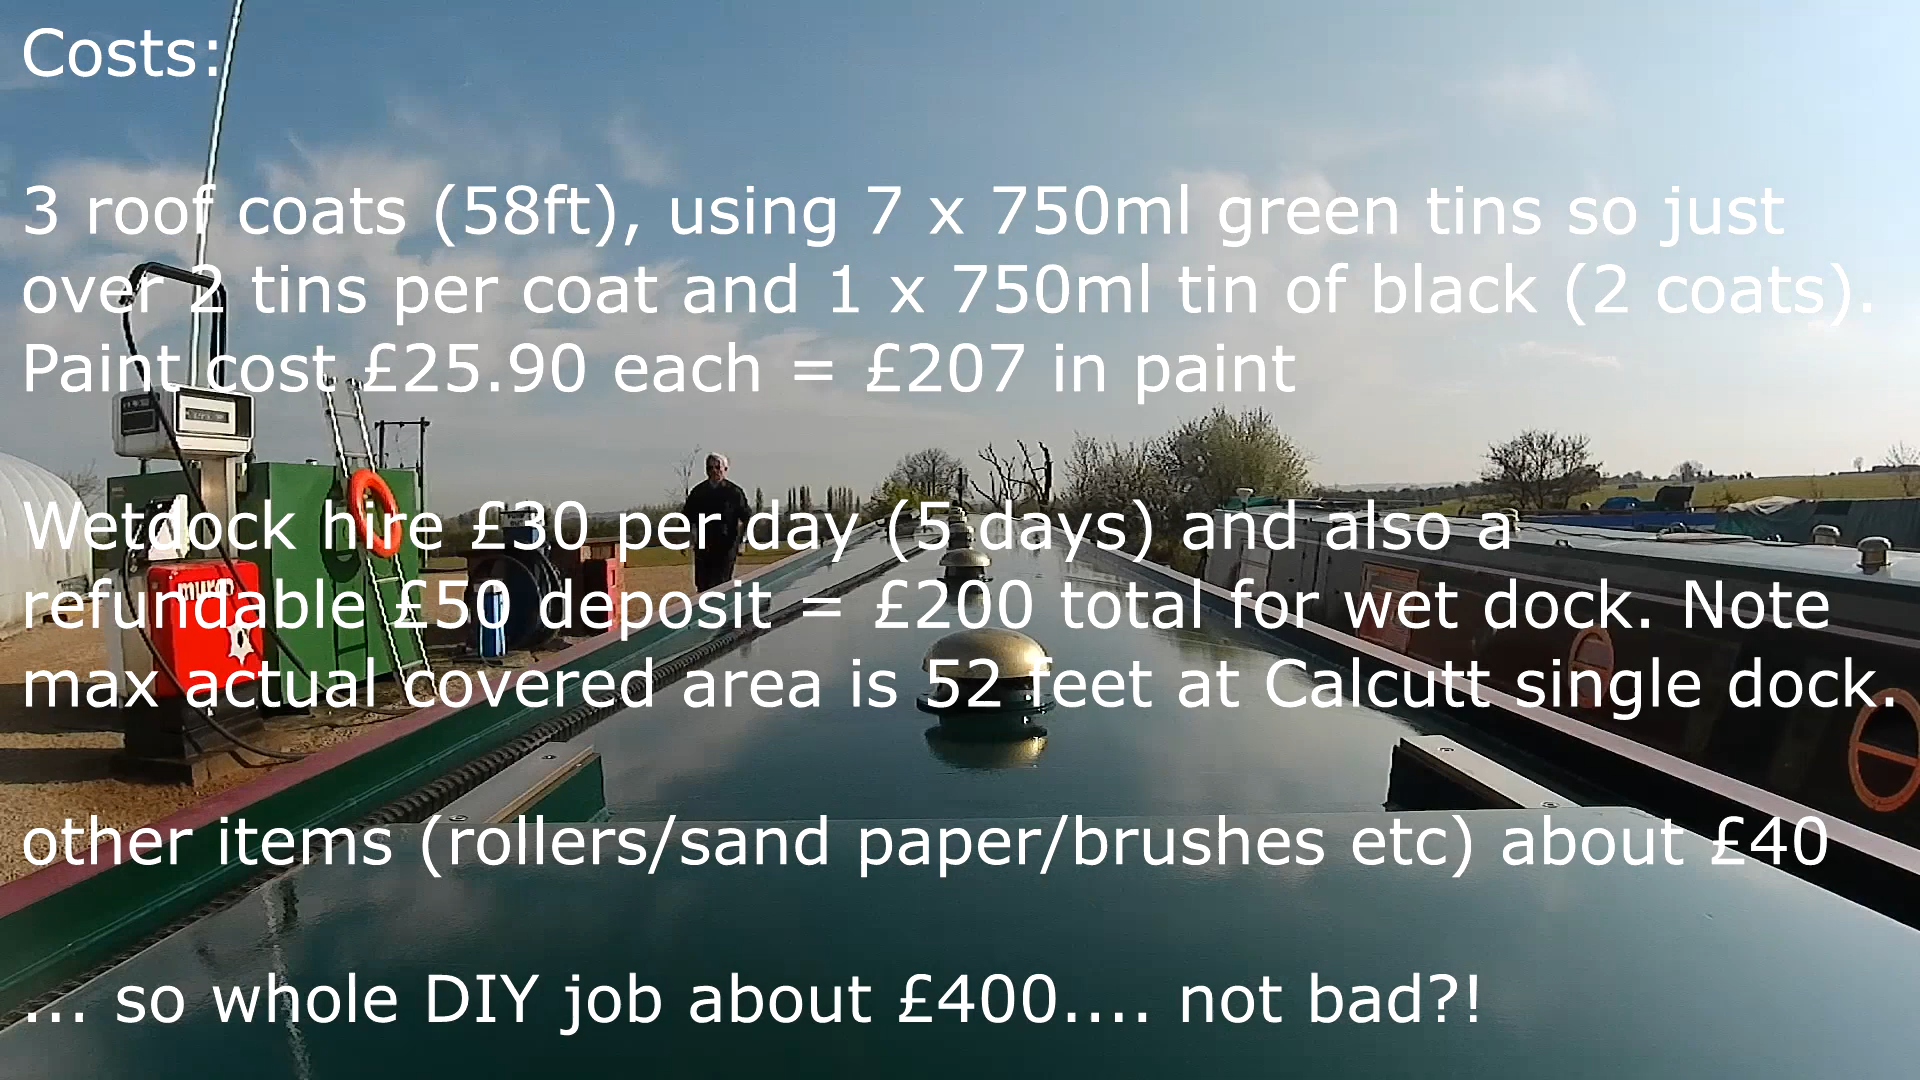 Costs:
3 roof coats (58ft), using 7 x 750ml green tins so just
over 2 tins per coat and 1 x 750ml tin of black (2 coats).
Paint cost £25.90 each = £207 in paint
Wetdock hire £30 per day (5 days) and also a
refundable £50 deposit = £200 total for wet dock. Note
max actual covered area is 52 feet at Calcutt single dock.
other items (rollers/sand paper/brushes etc) about £40
... so whole DIY job about £400.... not bad?!